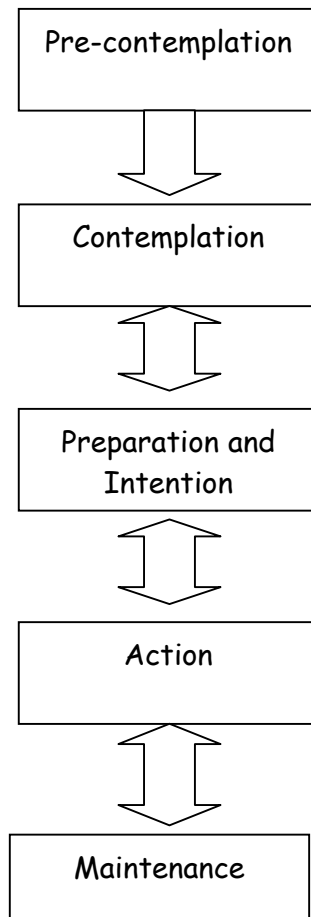 Pre-contemplation
Contemplation
Preparation and
Intention
Action
Maintenance